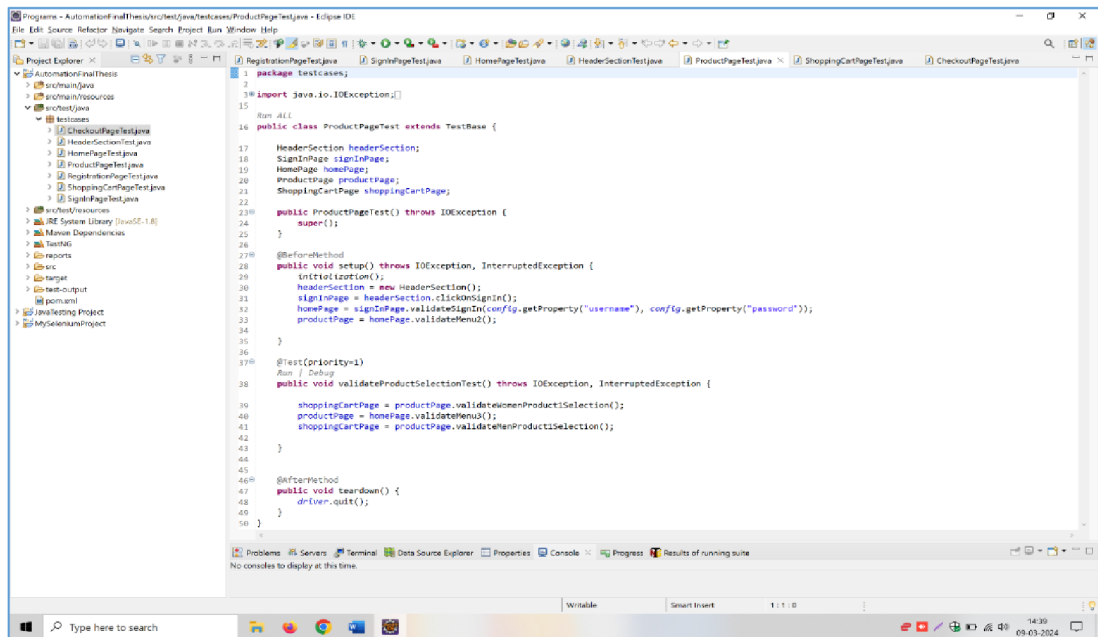 Programs - AutomationFinalThesis/src/test/java/testcases/ProductPageTest.java - Eclipse IDE
File Edit Source Refactor Navigate Search Project Run Window Help
Project Explorer
RegistrationPageTest.java SignInPageTest.java HomePageTest.java HeaderSectionTest.java ProductPageTest.java ShoppingCartPageTest.java CheckoutPageTest.java
AutomationFinalThesis
src/main/java
src/main/resources
src/test/java
testcases
CheckoutPageTest.java
HeaderSectionTest.java
HomePageTest.java
ProductPageTest.java
RegistrationPageTest.java
ShoppingCartPageTest.java
SignInPageTest.java
src/test/resources
JRE System Library [JavaSE-1.8]
Maven Dependencies
TestNG
reports
src
target
test-output
pom.xml
JavaTesting Project
MySeleniumProject
1 package testcases;
2
3 import java.io.IOException;
15
Run All
16 public class ProductPageTest extends TestBase {
17 HeaderSection headerSection;
18 SignInPage signInPage;
19 HomePage homePage;
20 ProductPage productPage;
21 ShoppingCartPage shoppingCartPage;
22
23 public ProductPageTest() throws IOException {
24 super();
25 }
26
27 @BeforeMethod
28 public void setup() throws IOException, InterruptedException {
29 initialization();
30 headerSection = new HeaderSection();
31 signInPage = headerSection.clickOnSignIn();
32 homePage = signInPage.validateSignIn(config.getProperty("username"), config.getProperty("password"));
33 productPage = homePage.validateMenu2();
34
35 }
36
37 @Test(priority=1)
Run | Debug
38 public void validateProductSelectionTest() throws IOException, InterruptedException {
39 shoppingCartPage = productPage.validateWomenProduct1Selection();
40 productPage = homePage.validateMenu3();
41 shoppingCartPage = productPage.validateMenProduct1Selection();
42
43 }
44
45
46 @AfterMethod
47 public void teardown() {
48 driver.quit();
49 }
50 }
Problems Servers Terminal Data Source Explorer Properties Console Progress Results of running suite
No consoles to display at this time.
Writable Smart Insert 1 : 1 : 0
Type here to search
14:39
09-03-2024